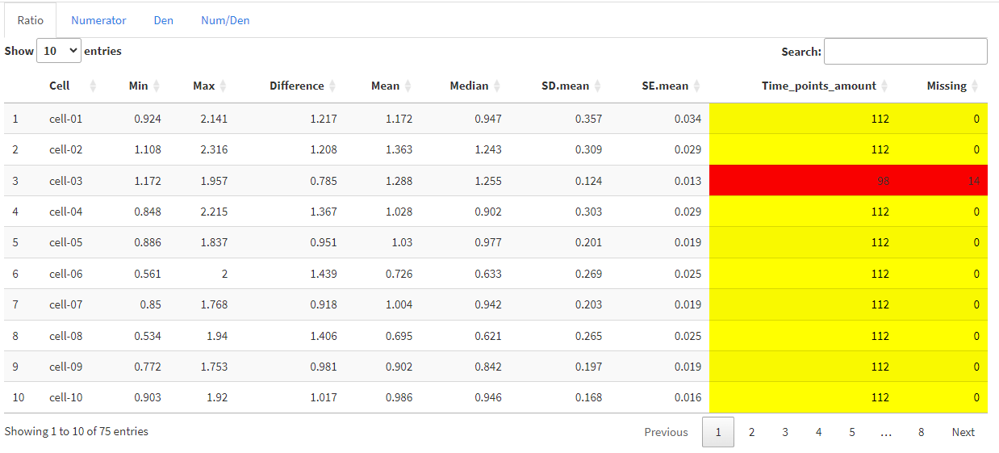 Ratio Numerator Den Num/Den
Show 10 entries Search:
Cell Min Max Difference Mean Median SD.mean SE.mean Time_points_amount Missing
1 cell-01 0.924 2.141 1.217 1.172 0.947 0.357 0.034 112 0
2 cell-02 1.108 2.316 1.208 1.363 1.243 0.309 0.029 112 0
3 cell-03 1.172 1.957 0.785 1.288 1.255 0.124 0.013 98 14
4 cell-04 0.848 2.215 1.367 1.028 0.902 0.303 0.029 112 0
5 cell-05 0.886 1.837 0.951 1.03 0.977 0.201 0.019 112 0
6 cell-06 0.561 2 1.439 0.726 0.633 0.269 0.025 112 0
7 cell-07 0.85 1.768 0.918 1.004 0.942 0.203 0.019 112 0
8 cell-08 0.534 1.94 1.406 0.695 0.621 0.265 0.025 112 0
9 cell-09 0.772 1.753 0.981 0.902 0.842 0.197 0.019 112 0
10 cell-10 0.903 1.92 1.017 0.986 0.946 0.168 0.016 112 0
Showing 1 to 10 of 75 entries Previous 1 2 3 4 5 … 8 Next